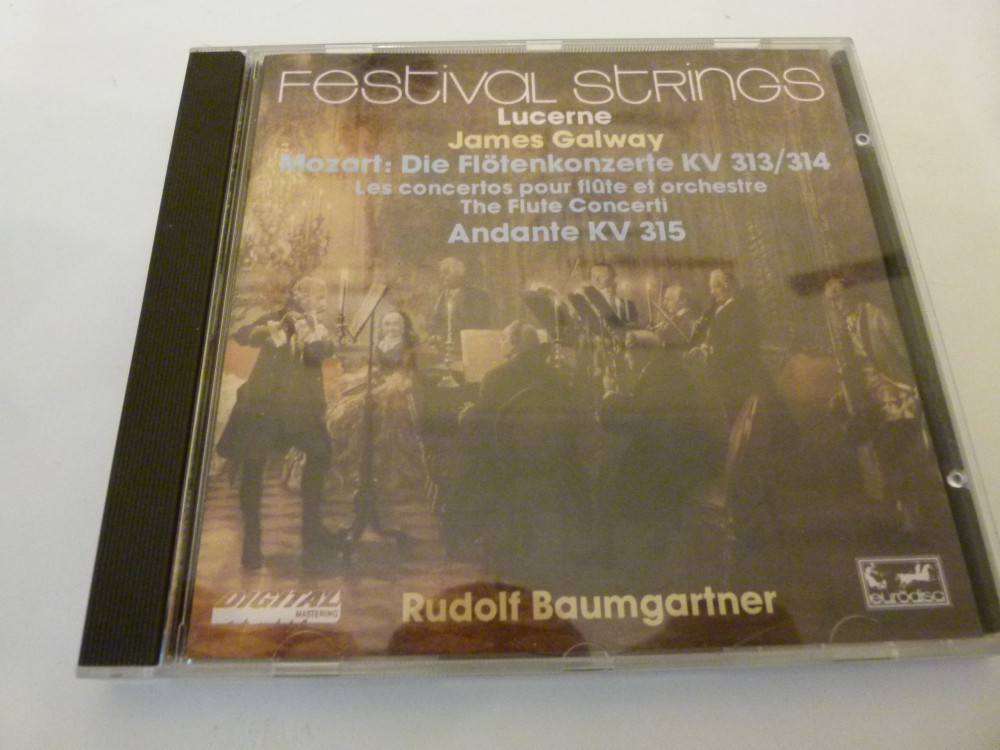 Festival Strings
Lucerne
James Galway
Mozart: Die Flötenkonzerte KV 313/314
Les concertos pour flûte et orchestre
The Flute Concerti
Andante KV 315
DIGITAL
MASTERING
Rudolf Baumgartner
eurodisc